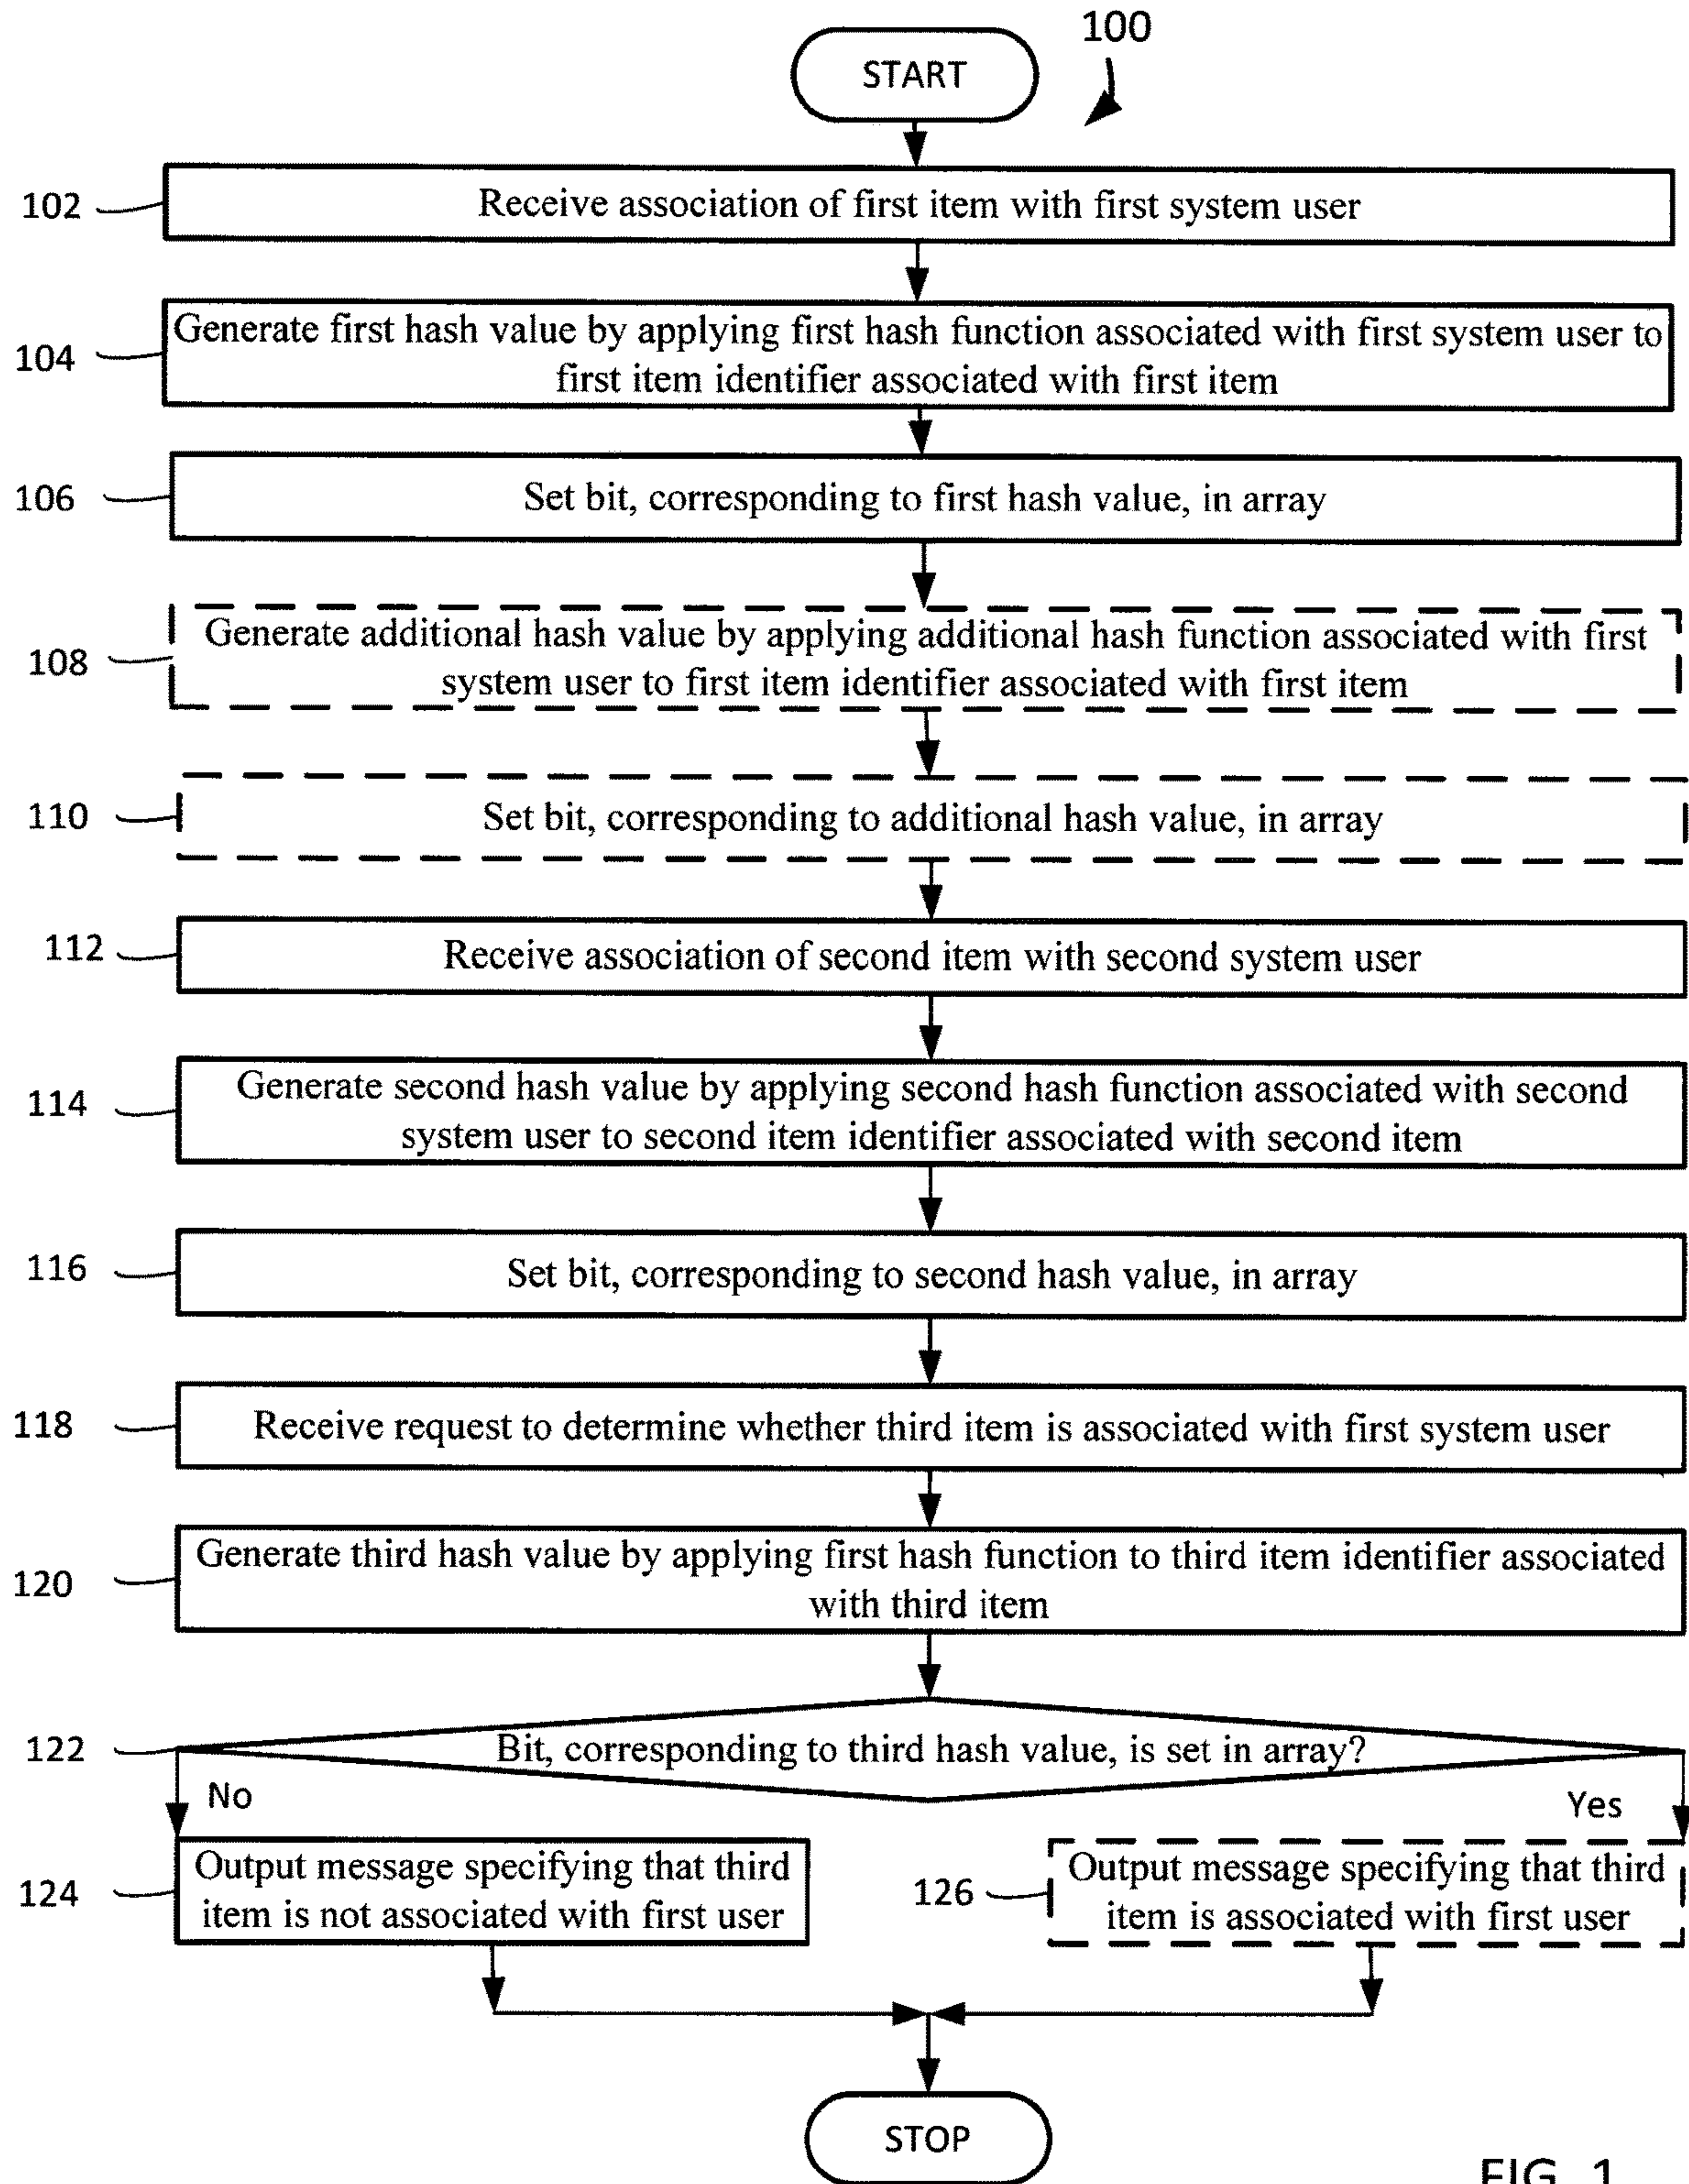 100
START
102
Receive association of first item with first system user
104
Generate first hash value by applying first hash function associated with first system user to
first item identifier associated with first item
106
Set bit, corresponding to first hash value, in array
108
Generate additional hash value by applying additional hash function associated with first
system user to first item identifier associated with first item
110
Set bit, corresponding to additional hash value, in array
112
Receive association of second item with second system user
114
Generate second hash value by applying second hash function associated with second
system user to second item identifier associated with second item
116
Set bit, corresponding to second hash value, in array
118
Receive request to determine whether third item is associated with first system user
120
Generate third hash value by applying first hash function to third item identifier associated
with third item
122
Bit, corresponding to third hash value, is set in array?
No
Yes
124
Output message specifying that third
item is not associated with first user
126
Output message specifying that third
item is associated with first user
STOP
FIG. 1